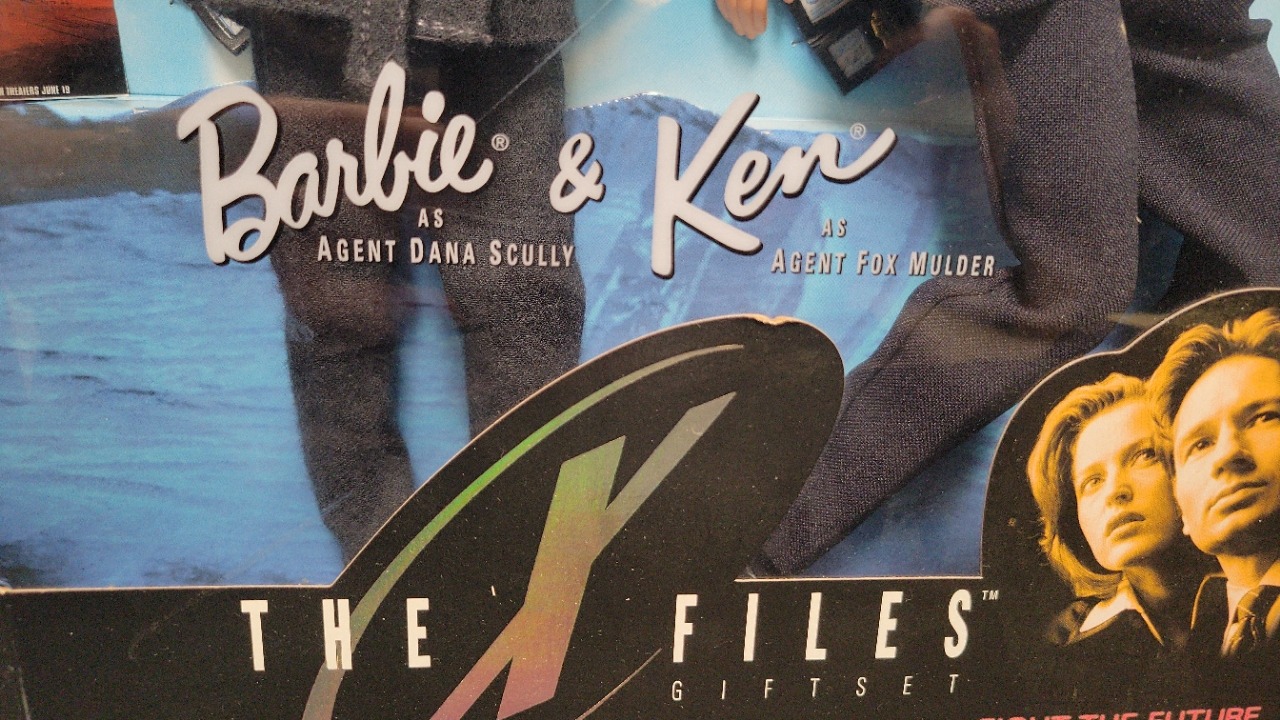 IN THEATERS JUNE 19
Barbie® & Ken®
AS
AGENT DANA SCULLY
AS
AGENT FOX MULDER
THE X FILES™
GIFTSET
FIGHT THE FUTURE